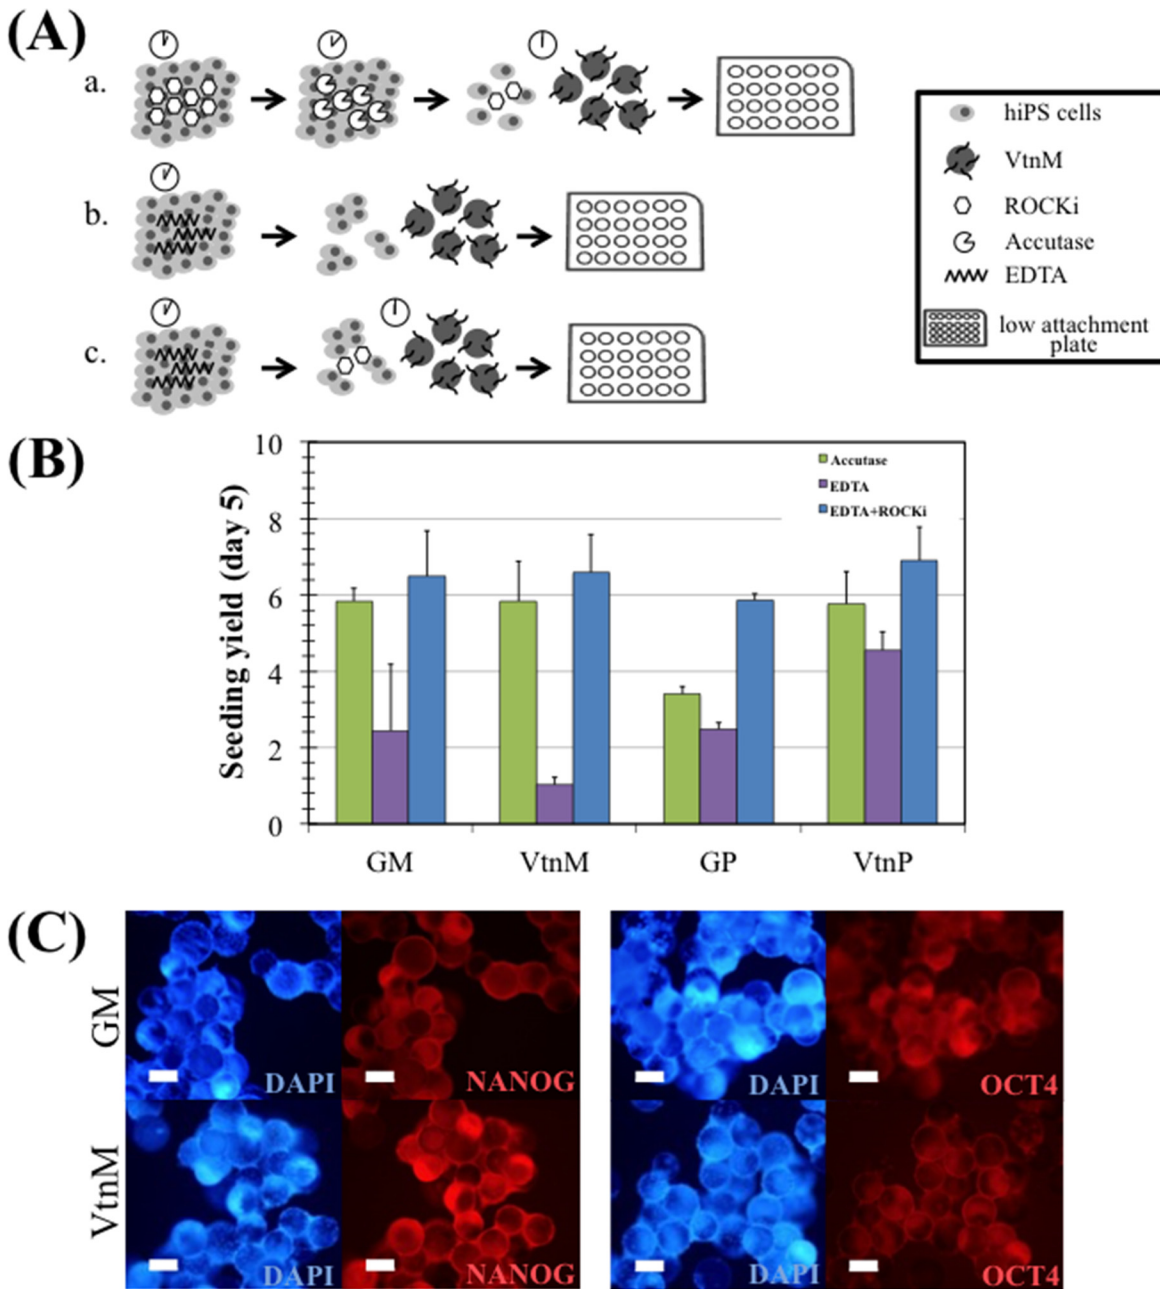 (A)
a.
b.
c.
hiPS cells
VtnM
ROCKi
Accutase
EDTA
low attachment
plate
(B)
Seeding yield (day 5)
10
8
6
4
2
0
Accutase
EDTA
EDTA+ROCKi
GM
VtnM
GP
VtnP
(C)
GM
DAPI
NANOG
DAPI
OCT4
VtnM
DAPI
NANOG
DAPI
OCT4